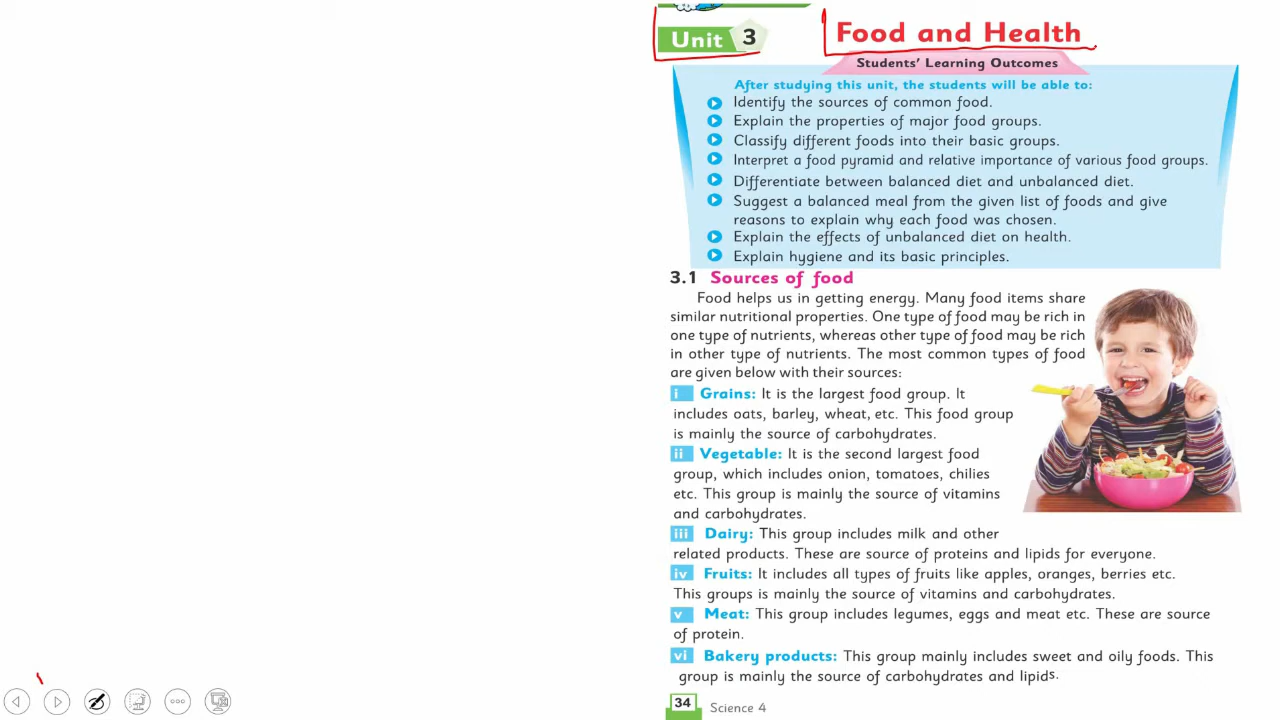 Unit 3
Food and Health
Students' Learning Outcomes
After studying this unit, the students will be able to:
Identify the sources of common food.
Explain the properties of major food groups.
Classify different foods into their basic groups.
Interpret a food pyramid and relative importance of various food groups.
Differentiate between balanced diet and unbalanced diet.
Suggest a balanced meal from the given list of foods and give
reasons to explain why each food was chosen.
Explain the effects of unbalanced diet on health.
Explain hygiene and its basic principles.
3.1 Sources of food
Food helps us in getting energy. Many food items share
similar nutritional properties. One type of food may be rich in
one type of nutrients, whereas other type of food may be rich
in other type of nutrients. The most common types of food
are given below with their sources:
i Grains: It is the largest food group. It
includes oats, barley, wheat, etc. This food group
is mainly the source of carbohydrates.
ii Vegetable: It is the second largest food
group, which includes onion, tomatoes, chilies
etc. This group is mainly the source of vitamins
and carbohydrates.
iii Dairy: This group includes milk and other
related products. These are source of proteins and lipids for everyone.
iv Fruits: It includes all types of fruits like apples, oranges, berries etc.
This groups is mainly the source of vitamins and carbohydrates.
v Meat: This group includes legumes, eggs and meat etc. These are source
of protein.
vi Bakery products: This group mainly includes sweet and oily foods. This
group is mainly the source of carbohydrates and lipids.
34 Science 4